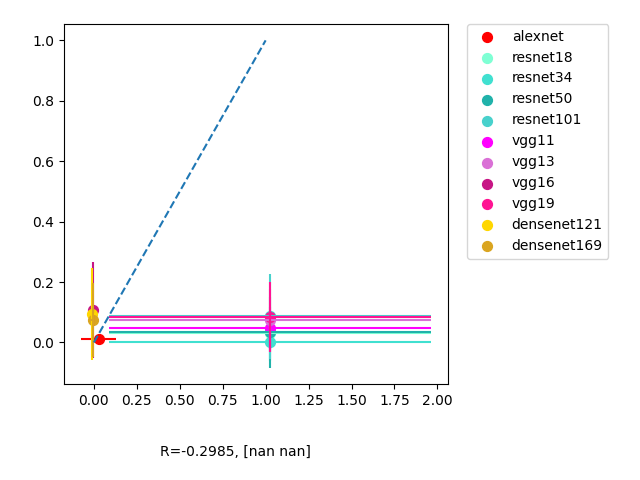 1.0
0.8
0.6
0.4
0.2
0.0
0.00 0.25 0.50 0.75 1.00 1.25 1.50 1.75 2.00
R=-0.2985, [nan nan]
alexnet
resnet18
resnet34
resnet50
resnet101
vgg11
vgg13
vgg16
vgg19
densenet121
densenet169